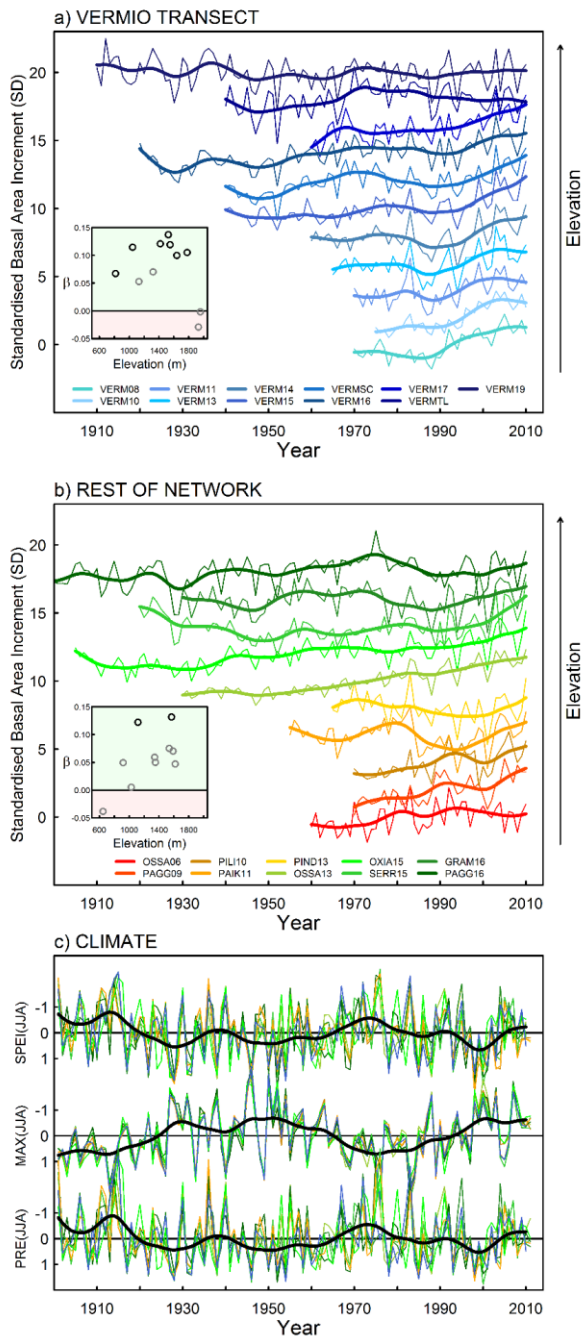 a) VERMIO TRANSECT
Standardised Basal Area Increment (SD)
20
15
10
5
0
Elevation
β
0.15
0.10
0.05
0.00
-0.05
600 1000 1400 1800
Elevation (m)
VERM08 VERM11 VERM14 VERMSC VERM17 VERM19
VERM10 VERM13 VERM15 VERM16 VERMTL
1910 1930 1950 1970 1990 2010
Year
b) REST OF NETWORK
Standardised Basal Area Increment (SD)
20
15
10
5
0
Elevation
β
0.15
0.10
0.05
0.00
-0.05
600 1000 1400 1800
Elevation (m)
OSSA06 PILI10 PIND13 OXIA15 GRAM16
PAGG09 PAIK11 OSSA13 SERR15 PAGG16
1910 1930 1950 1970 1990 2010
Year
c) CLIMATE
SPEI(JJA)
-1
0
1
MAX(JJA)
-1
0
1
PRE(JJA)
-1
0
1
1910 1930 1950 1970 1990 2010
Year